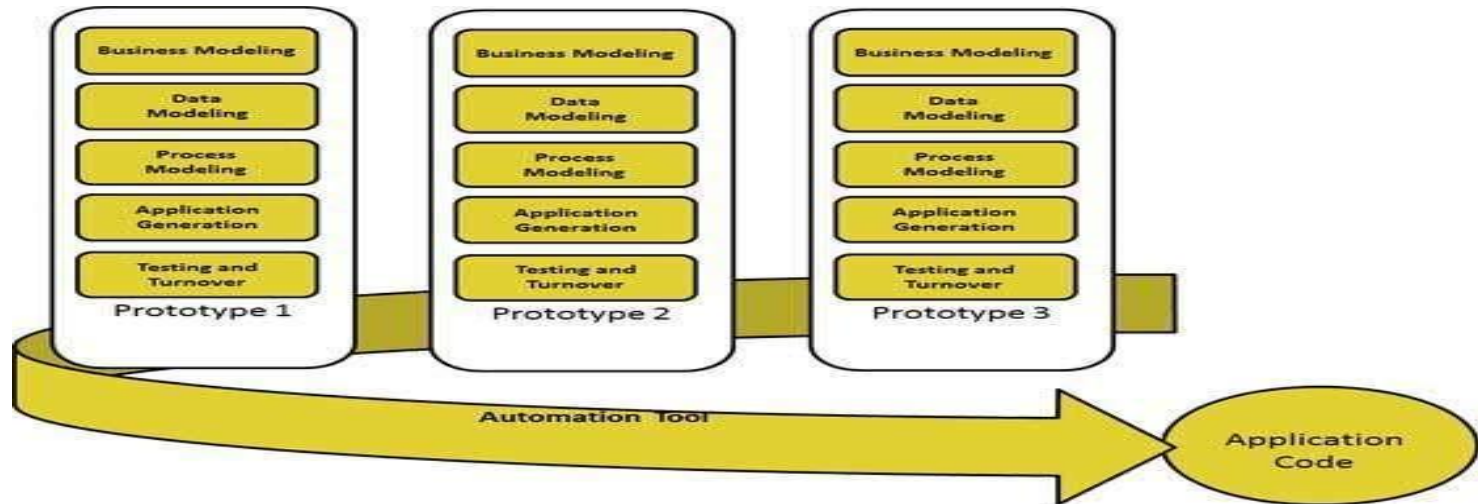 Business Modeling
Data
Modeling
Process
Modeling
Application
Generation
Testing and
Turnover
Prototype 1
Business Modeling
Data
Modeling
Process
Modeling
Application
Generation
Testing and
Turnover
Prototype 2
Business Modeling
Data
Modeling
Process
Modeling
Application
Generation
Testing and
Turnover
Prototype 3
Automation Tool
Application
Code